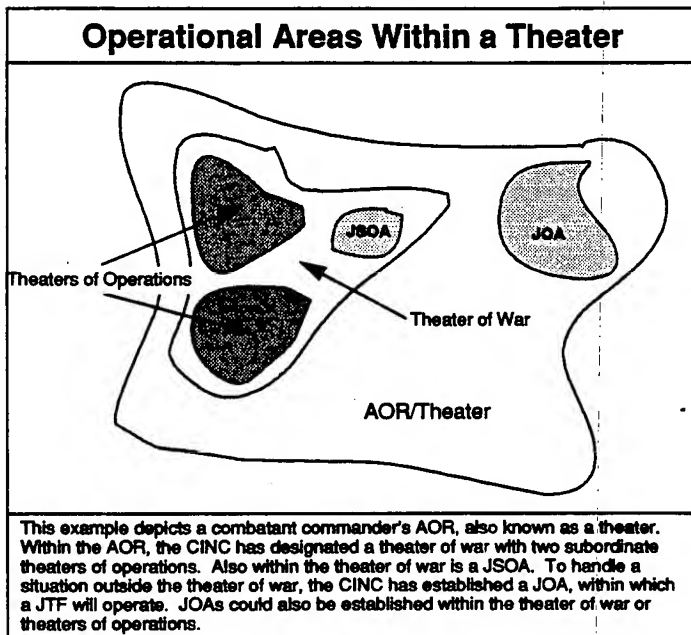 Operational Areas Within a Theater
JSOA
JOA
Theaters of Operations
Theater of War
AOR/Theater
This example depicts a combatant commander's AOR, also known as a theater.
Within the AOR, the CINC has designated a theater of war with two subordinate
theaters of operations. Also within the theater of war is a JSOA. To handle a
situation outside the theater of war, the CINC has established a JOA, within which
a JTF will operate. JOAs could also be established within the theater of war or
theaters of operations.